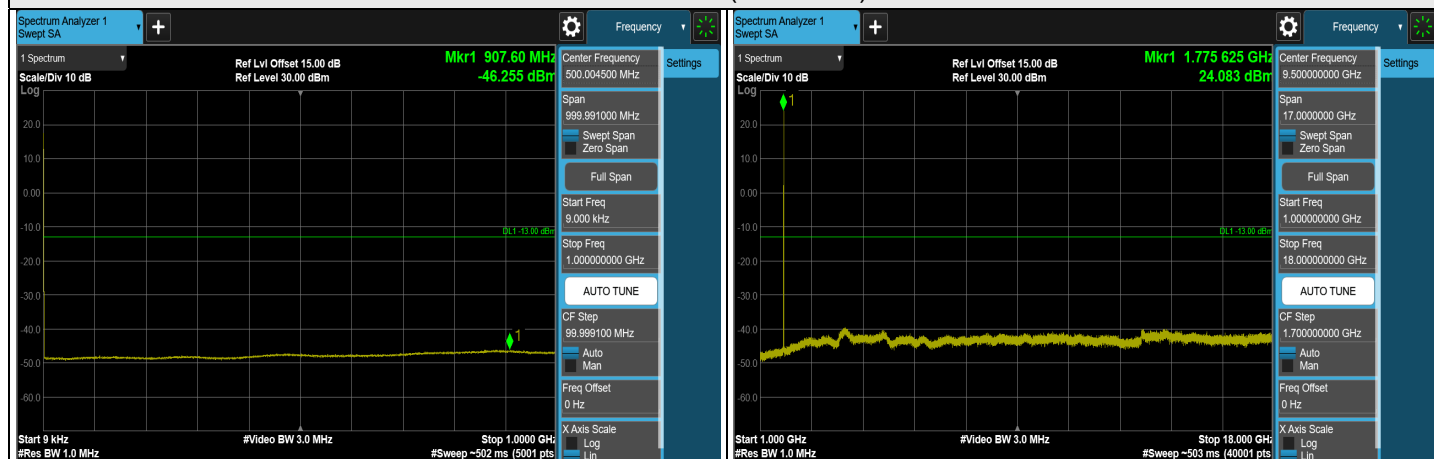 Spectrum Analyzer 1
Swept SA
+
Frequency
1 Spectrum
Scale/Div 10 dB
Log
Ref Lvl Offset 15.00 dB
Ref Level 30.00 dBm
Mkr1 907.60 MHz
-46.255 dBm
1
20.0
10.0
0.00
-10.0
-20.0
-30.0
-40.0
-50.0
-60.0
DL1 -13.00 dBm
Start 9 kHz
#Res BW 1.0 MHz
#Video BW 3.0 MHz
Stop 1.0000 GHz
#Sweep ~502 ms (5001 pts
Center Frequency
500.004500 MHz
Span
999.991000 MHz
Swept Span
Zero Span
Full Span
Start Freq
9.000 kHz
Stop Freq
1.000000000 GHz
AUTO TUNE
CF Step
99.999100 MHz
Auto
Man
Freq Offset
0 Hz
X Axis Scale
Log
Lin
Settings
Spectrum Analyzer 1
Swept SA
+
Frequency
1 Spectrum
Scale/Div 10 dB
Log
Ref Lvl Offset 15.00 dB
Ref Level 30.00 dBm
Mkr1 1.775 625 GHz
24.083 dBm
1
20.0
10.0
0.00
-10.0
-20.0
-30.0
-40.0
-50.0
-60.0
DL1 -13.00 dBm
Start 1.000 GHz
#Res BW 1.0 MHz
#Video BW 3.0 MHz
Stop 18.000 GHz
#Sweep ~503 ms (40001 pts
Center Frequency
9.500000000 GHz
Span
17.0000000 GHz
Swept Span
Zero Span
Full Span
Start Freq
1.000000000 GHz
Stop Freq
18.000000000 GHz
AUTO TUNE
CF Step
1.700000000 GHz
Auto
Man
Freq Offset
0 Hz
X Axis Scale
Log
Lin
Settings